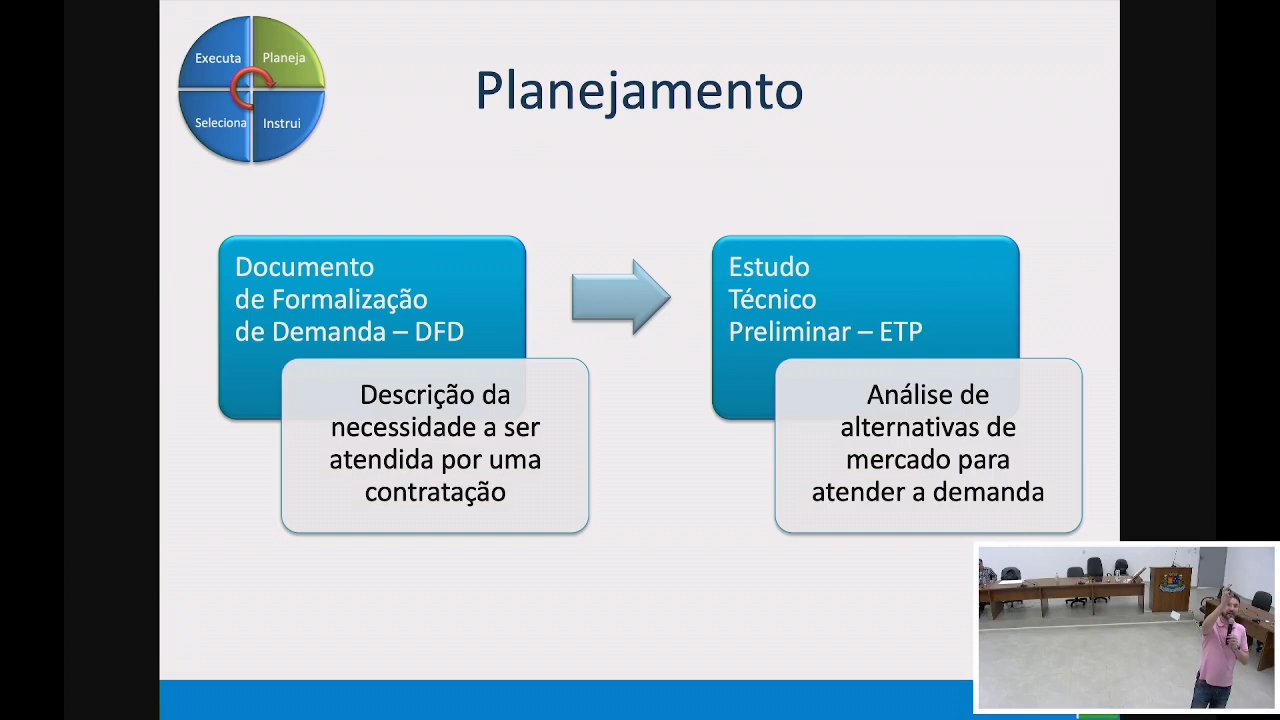 Executa
Planeja
Seleciona
Instrui
Planejamento
Documento
de Formalização
de Demanda – DFD
Descrição da
necessidade a ser
atendida por uma
contratação
Estudo
Técnico
Preliminar – ETP
Análise de
alternativas de
mercado para
atender a demanda